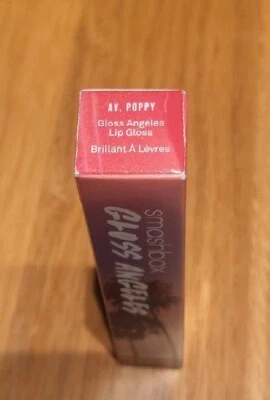 AV. POPPY
Gloss Angeles
Lip Gloss
Brillant À Lèvres
smashbox
GLOSS ANGELES